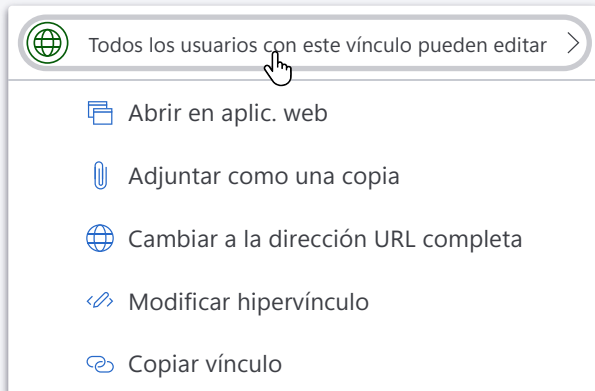 Todos los usuarios con este vínculo pueden editar
Abrir en aplic. web
Adjuntar como una copia
Cambiar a la dirección URL completa
Modificar hipervínculo
Copiar vínculo